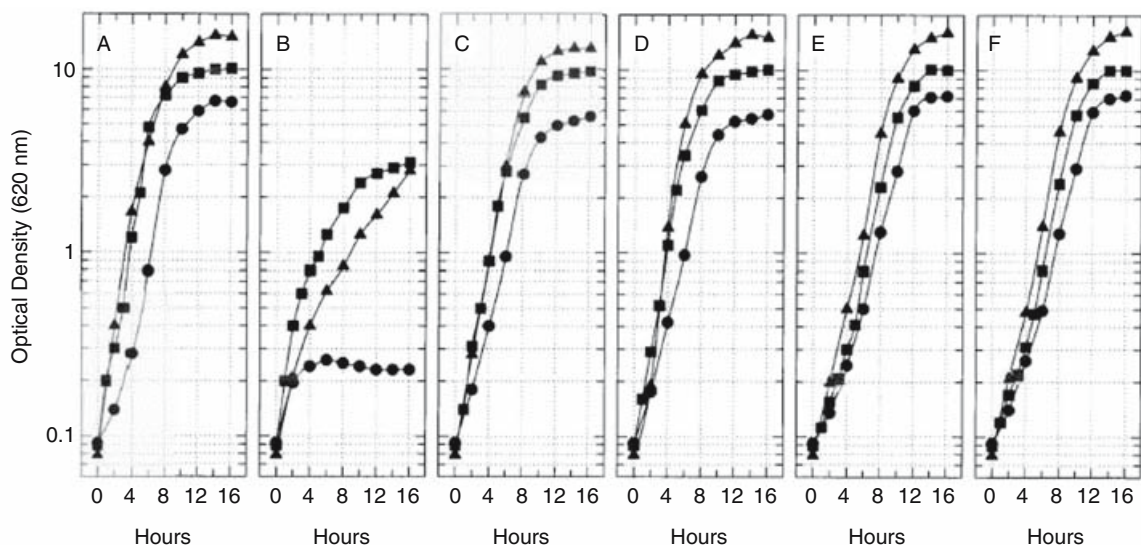 A B C D E F
10
1
0.1
Optical Density (620 nm)
0 4 8 12 16 0 4 8 12 16 0 4 8 12 16 0 4 8 12 16 0 4 8 12 16 0 4 8 12 16
Hours Hours Hours Hours Hours Hours